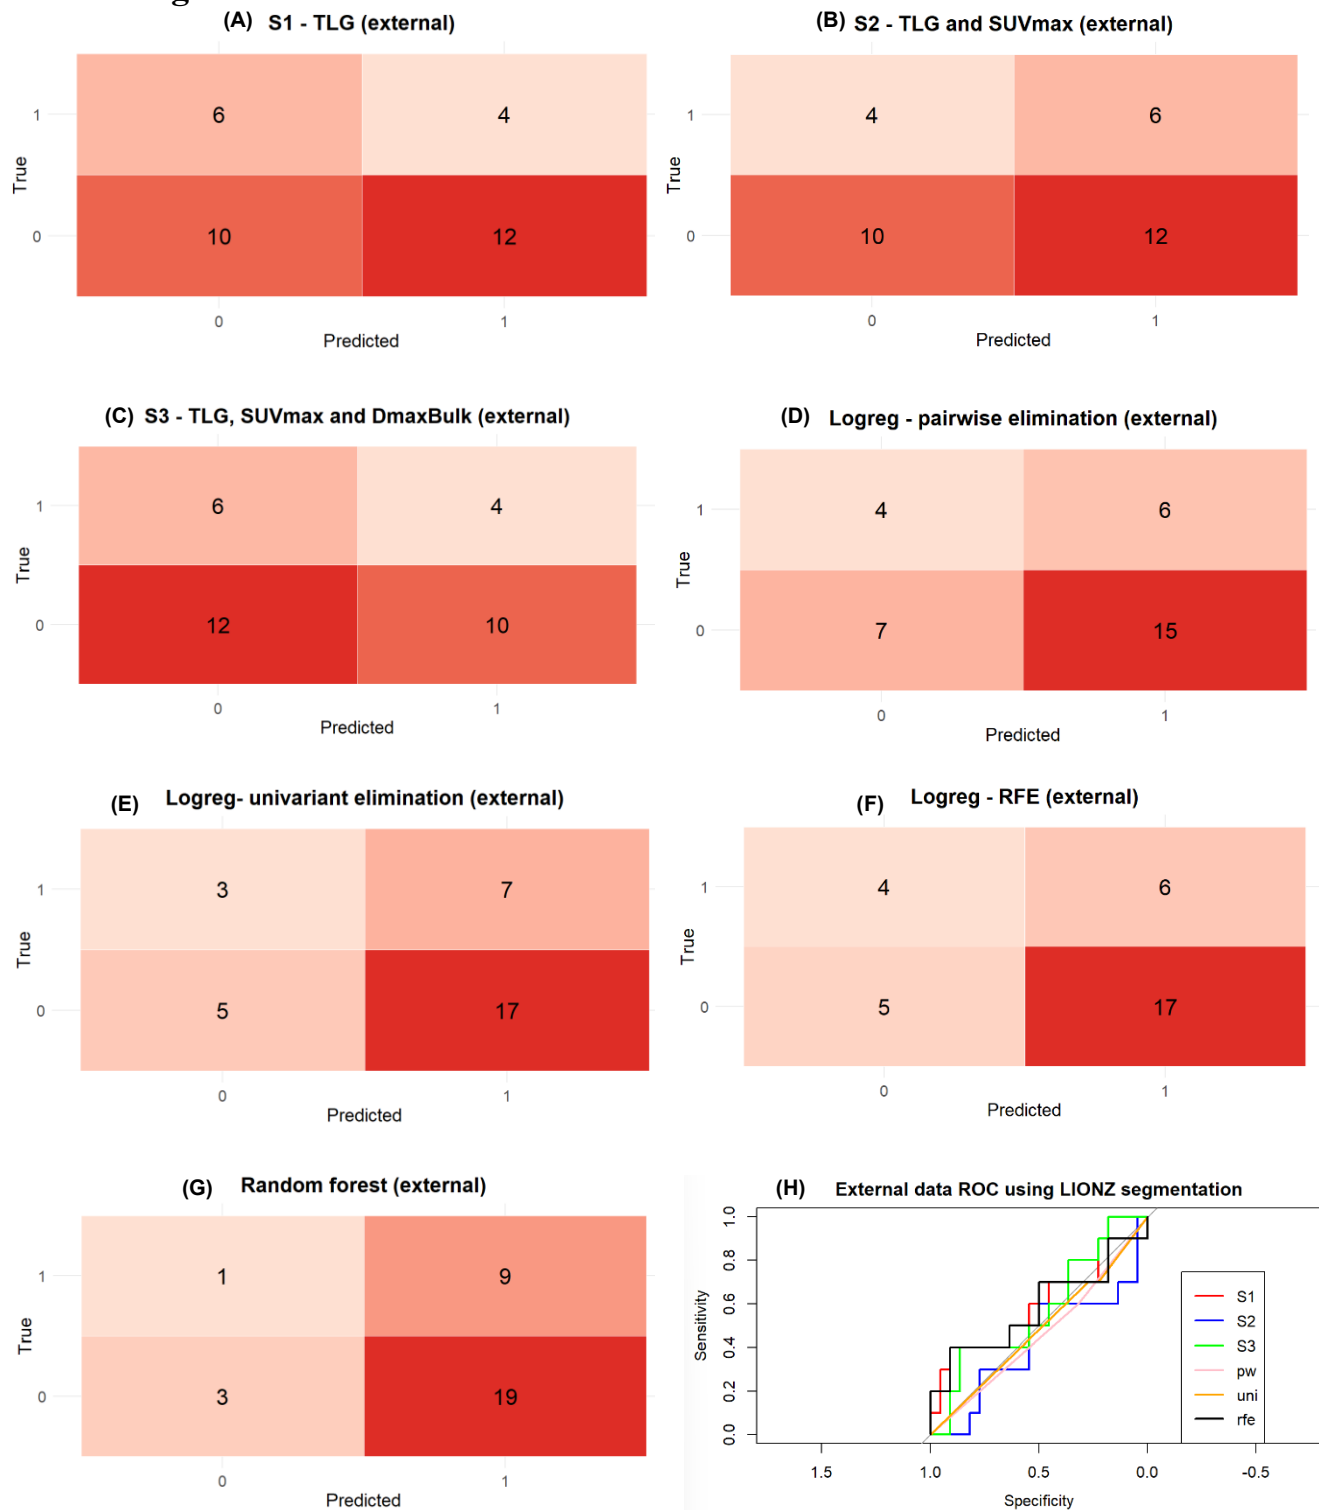 (A) S1 - TLG (external)
True
1
6
4
0
10
12
0
1
Predicted
(B) S2 - TLG and SUVmax (external)
True
1
4
6
0
10
12
0
1
Predicted
(C) S3 - TLG, SUVmax and DmaxBulk (external)
True
1
6
4
0
12
10
0
1
Predicted
(D) Logreg - pairwise elimination (external)
True
1
4
6
0
7
15
0
1
Predicted
(E) Logreg- univariant elimination (external)
True
1
3
7
0
5
17
0
1
Predicted
(F) Logreg - RFE (external)
True
1
4
6
0
5
17
0
1
Predicted
(G) Random forest (external)
True
1
1
9
0
3
19
0
1
Predicted
(H) External data ROC using LIONZ segmentation
Sensitivity
1.0
0.8
0.6
0.4
0.2
0.0
S1
S2
S3
pw
uni
rfe
1.5
1.0
0.5
0.0
-0.5
Specificity